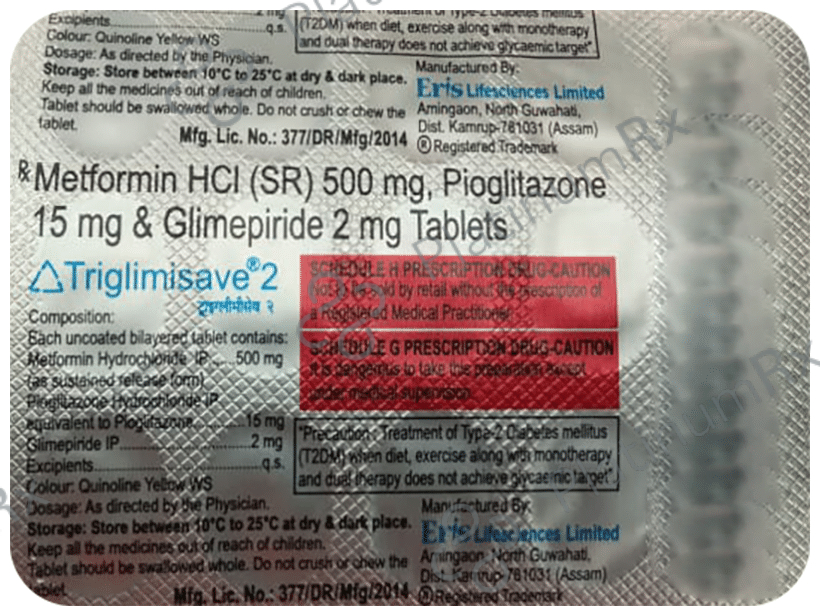 2 mg
Excipients........................q.s.
Colour: Quinoline Yellow WS
Dosage: As directed by the Physician.
Storage: Store between 10°C to 25°C at dry & dark place.
Keep all the medicines out of reach of children.
Tablet should be swallowed whole. Do not crush or chew the
tablet.
Mfg. Lic. No.: 377/DR/Mfg/2014
Treatment of Type-2 Diabetes mellitus
(T2DM) when diet, exercise along with monotherapy
and dual therapy does not achieve glycaemic target".
Manufactured By:
Eris Lifesciences Limited
Amingaon, North Guwahati,
Dist. Kamrup-781031 (Assam)
®Registered Trademark
℞Metformin HCl (SR) 500 mg, Pioglitazone
15 mg & Glimepiride 2 mg Tablets
△Triglimisave®2
ट्राइग्लीमीसेव २
Composition:
Each uncoated bilayered tablet contains:
Metformin Hydrochloride IP.....500 mg
(as sustained release form)
Pioglitazone Hydrochloride IP
equivalent to Pioglitazone..........15 mg
Glimepiride IP........................2 mg
Excipients............................q.s.
Colour: Quinoline Yellow WS
Dosage: As directed by the Physician.
Storage: Store between 10°C to 25°C at dry & dark place.
Keep all the medicines out of reach of children.
Tablet should be swallowed whole. Do not crush or chew the
tablet.
Mfg. Lic. No.: 377/DR/Mfg/2014
SCHEDULE H PRESCRIPTION DRUG-CAUTION
Not to be sold by retail without the prescription of
a Registered Medical Practitioner
SCHEDULE G PRESCRIPTION DRUG-CAUTION
It is dangerous to take this preparation except
under medical supervision
"Precaution: Treatment of Type-2 Diabetes mellitus
(T2DM) when diet, exercise along with monotherapy
and dual therapy does not achieve glycaemic target".
Manufactured By:
Eris Lifesciences Limited
Amingaon, North Guwahati,
Dist. Kamrup-781031 (Assam)
®Registered Trademark
PlatinumRx